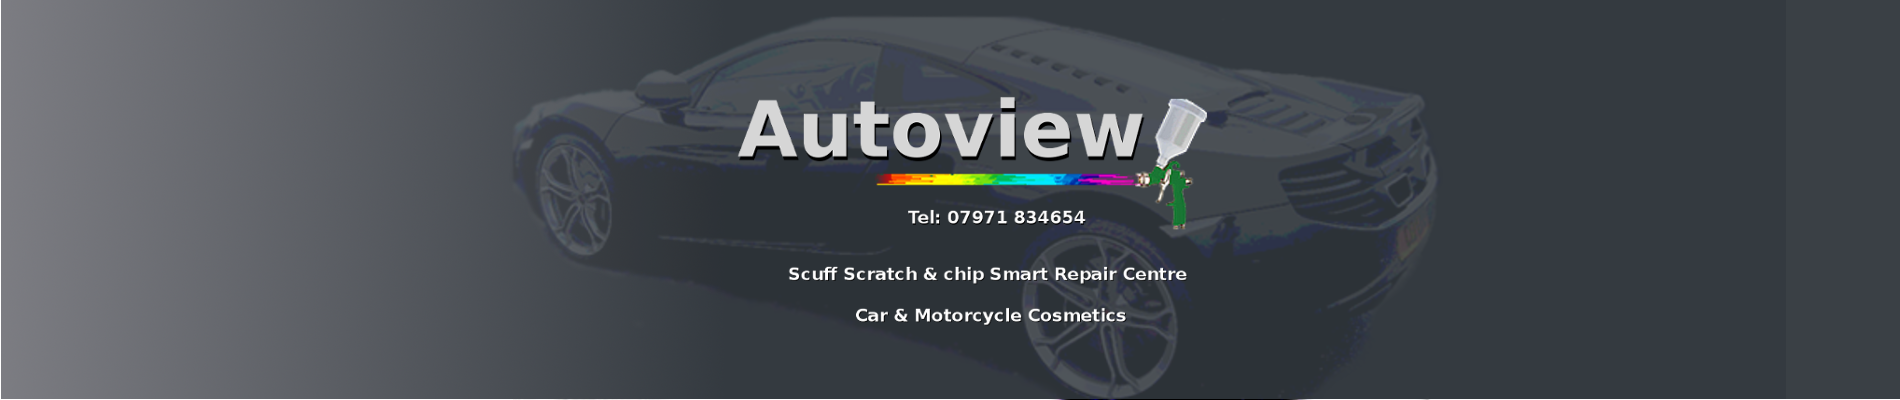 Autoview
Tel: 07971 834654
Scuff Scratch & chip Smart Repair Centre
Car & Motorcycle Cosmetics